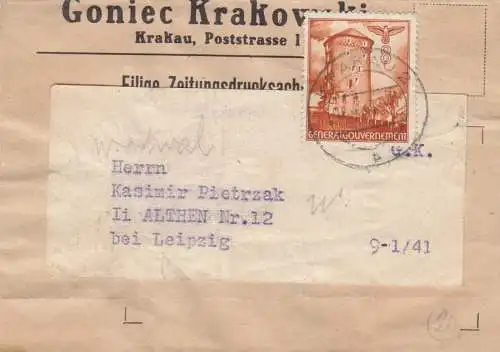 Goniec Krakowski
Krakau, Poststrasse 1
Eilige Zeitungsdrucksach
GENERALGOUVERNEMENT
G.K.
Herrn
Kasimir Pietrzak
Ii ALTHEN Nr.12
bei Leipzig 9-1/41